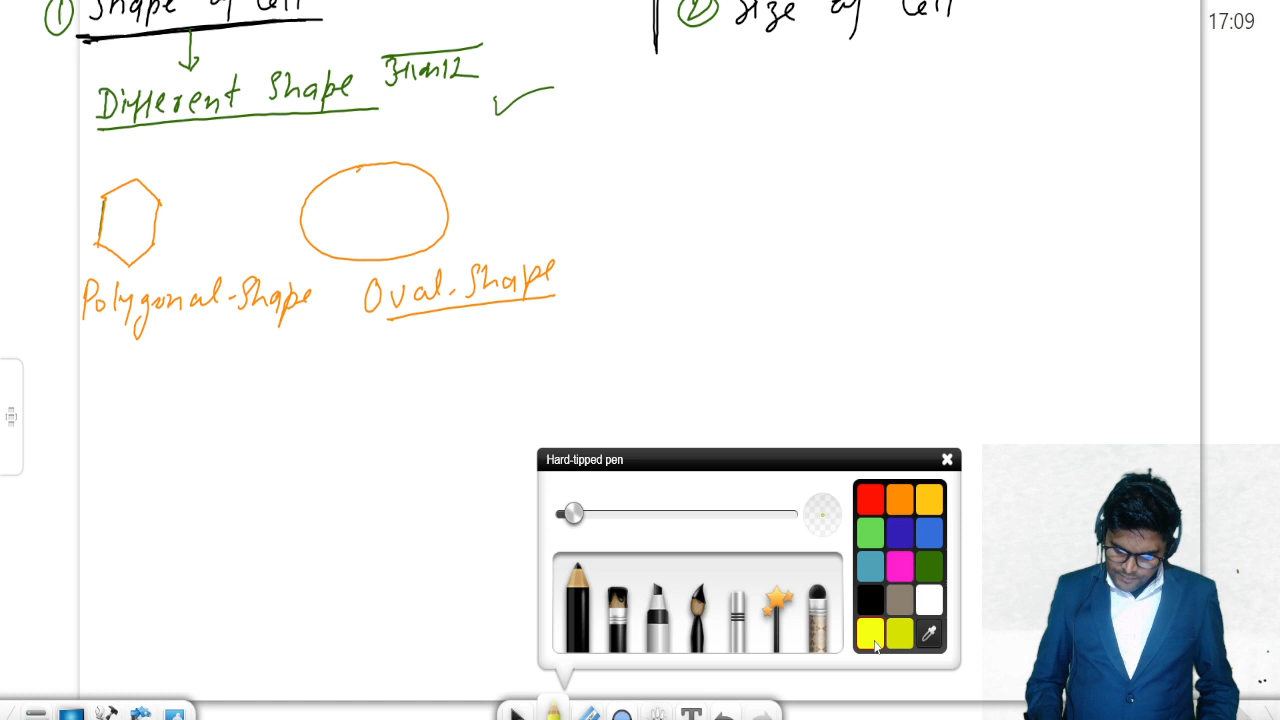 ① Shape of Cell
② Size of Cell
17:09
Different Shape आकार
Polygonal-Shape
Oval-Shape
Hard-tipped pen
T